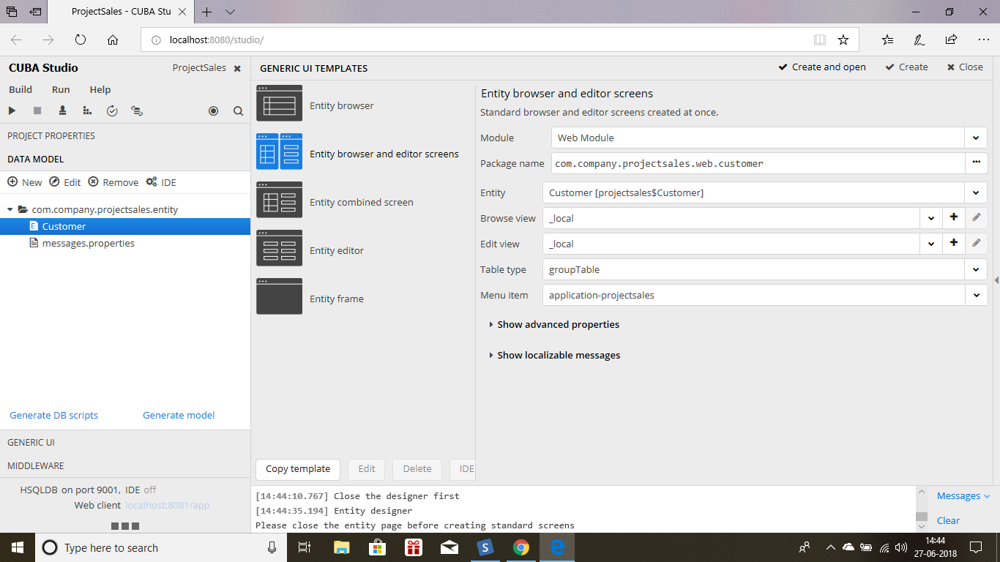 ProjectSales - CUBA Stu
localhost:8080/studio/
CUBA Studio ProjectSales
Build Run Help
PROJECT PROPERTIES
DATA MODEL
New Edit Remove IDE
com.company.projectsales.entity
E Customer
messages.properties
Generate DB scripts Generate model
GENERIC UI
MIDDLEWARE
HSQLDB on port 9001, IDE off
Web client localhost:8081/app
GENERIC UI TEMPLATES
Create and open Create Close
Entity browser
Entity browser and editor screens
Entity combined screen
Entity editor
Entity frame
Copy template Edit Delete IDE
Entity browser and editor screens
Standard browser and editor screens created at once.
Module Web Module
Package name com.company.projectsales.web.customer
Entity Customer [projectsales$Customer]
Browse view _local
Edit view _local
Table type groupTable
Menu item application-projectsales
Show advanced properties
Show localizable messages
[14:44:10.767] Close the designer first
[14:44:35.194] Entity designer
Please close the entity page before creating standard screens
Messages
Clear
Type here to search
S
14:44
27-06-2018